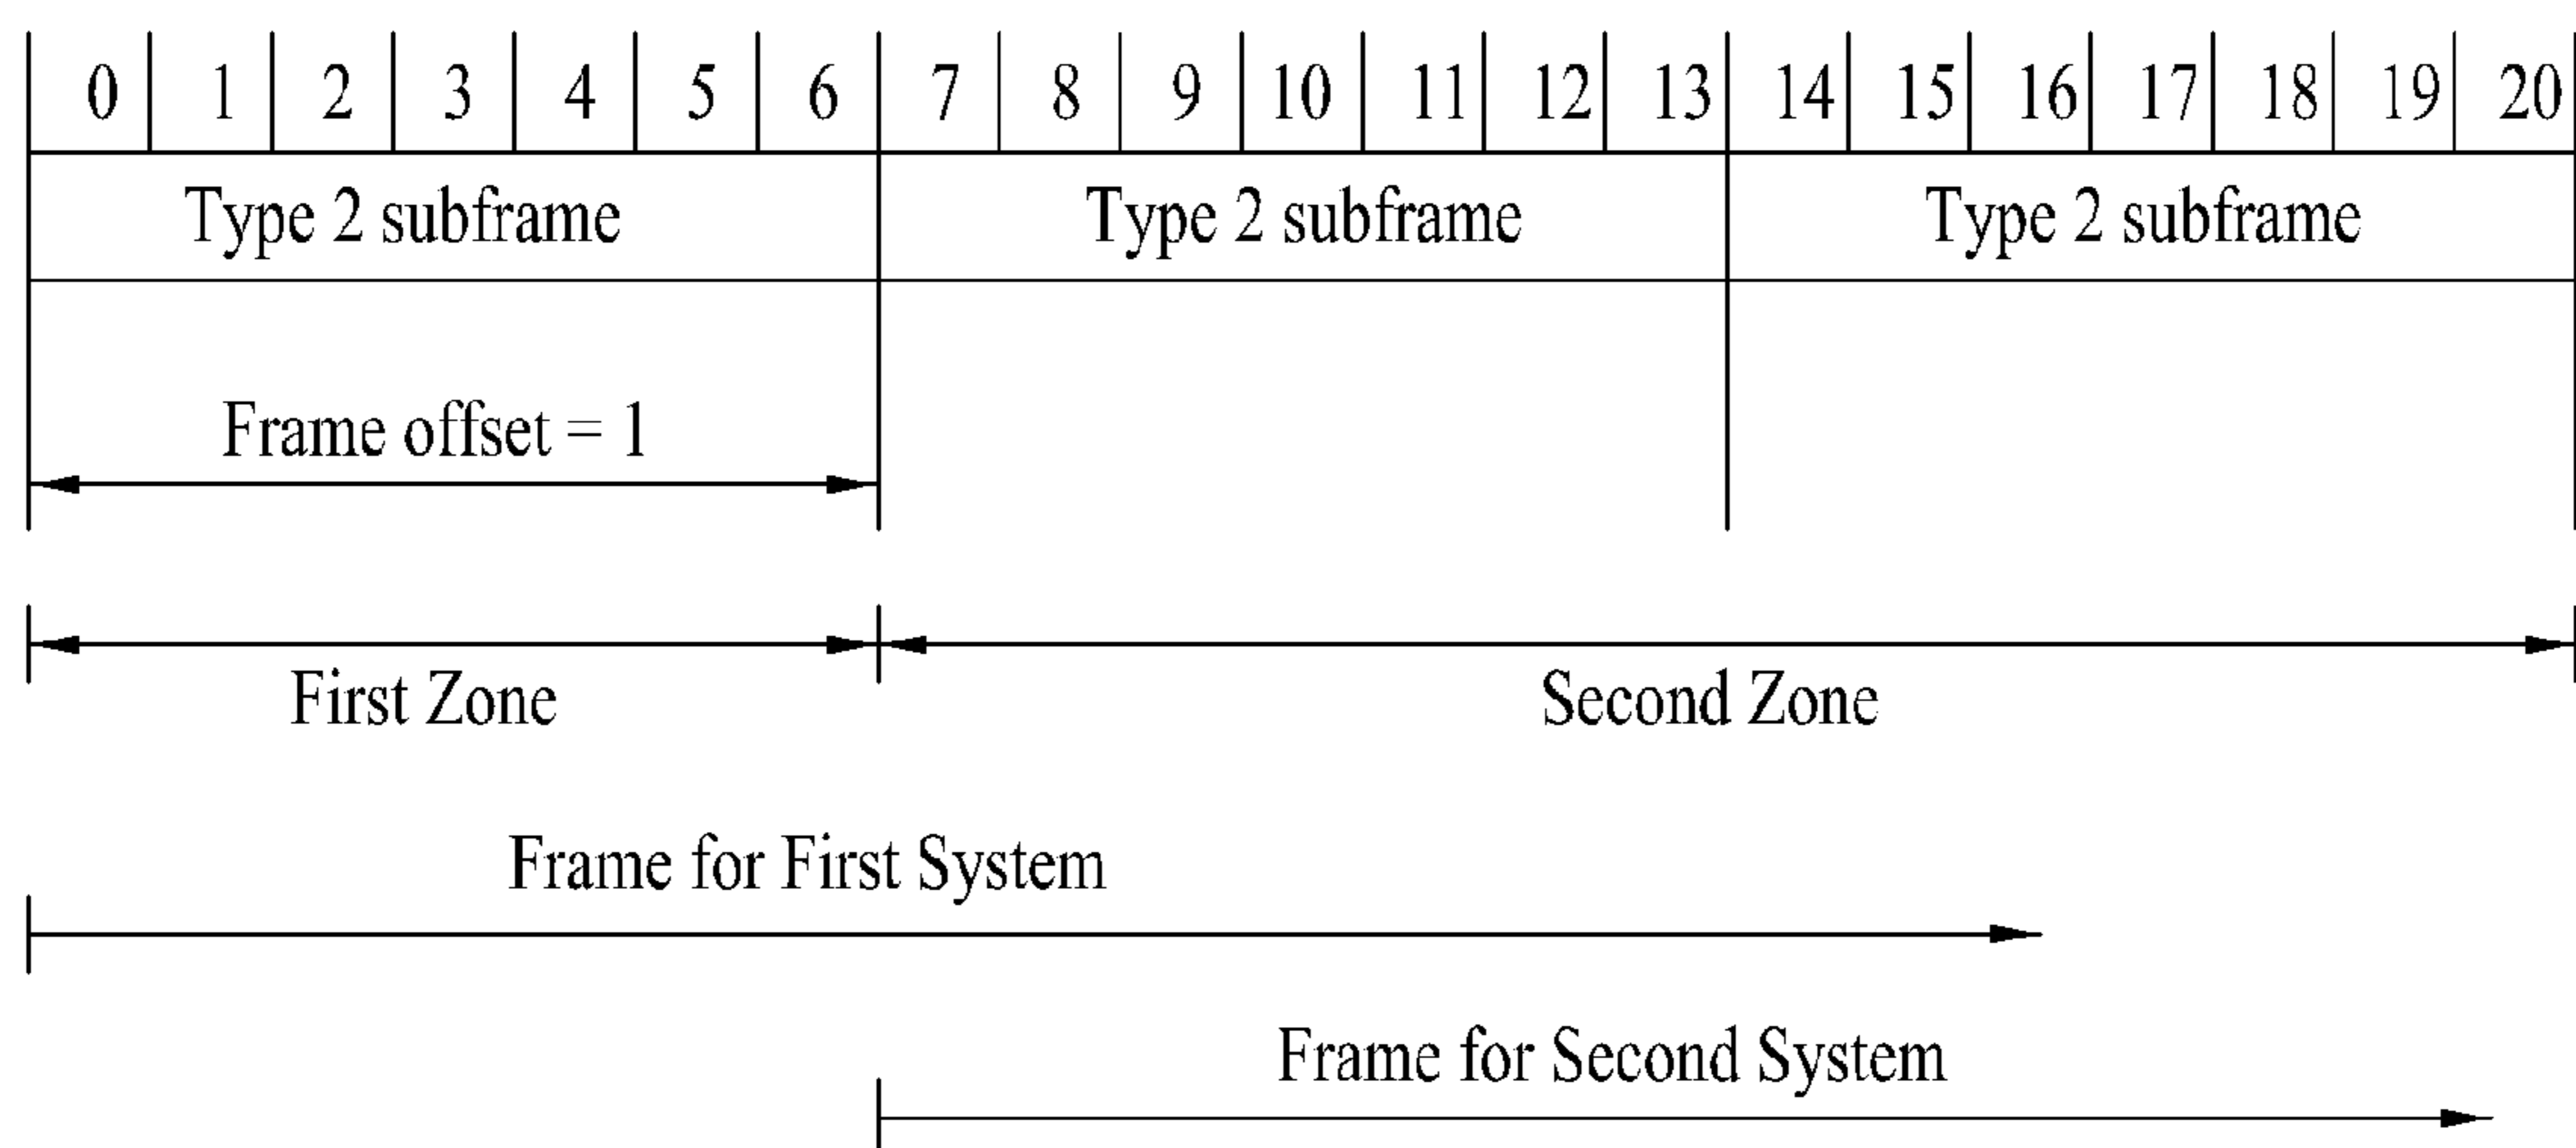 0 1 2 3 4 5 6 7 8 9 10 11 12 13 14 15 16 17 18 19 20
Type 2 subframe Type 2 subframe Type 2 subframe
Frame offset = 1
First Zone Second Zone
Frame for First System
Frame for Second System